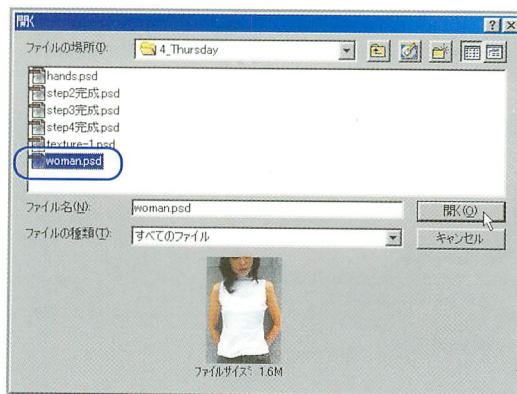 開く
ファイルの場所(I):
4_Thursday
hands.psd
step2完成.psd
step3完成.psd
step4完成.psd
texture-1.psd
woman.psd
ファイル名(N):
woman.psd
開く(O)
ファイルの種類(T):
すべてのファイル
キャンセル
ファイルサイズ: 1.6M